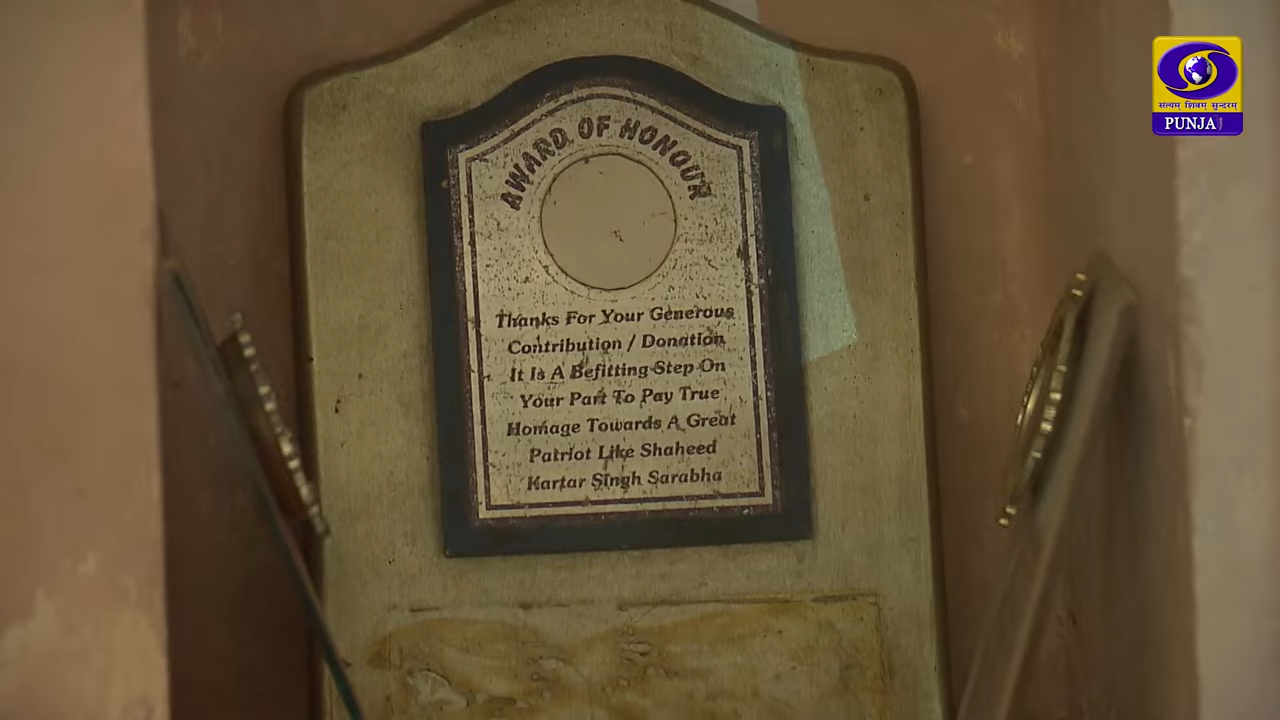 सत्यम् शिवम् सुन्दरम्
PUNJA
AWARD OF HONOUR
Thanks For Your Generous
Contribution / Donation
It Is A Befitting Step On
Your Part To Pay True
Homage Towards A Great
Patriot Like Shaheed
Kartar Singh Sarabha